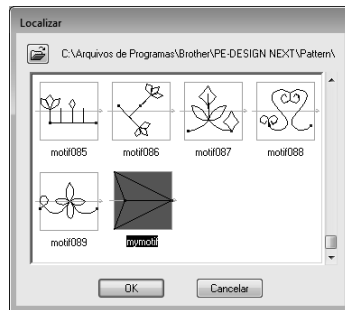 Localizar
C:\Arquivos de Programas\Brother\PE-DESIGN NEXT\Pattern\
motif085 motif086 motif087 motif088
motif089 mymotif
OK Cancelar